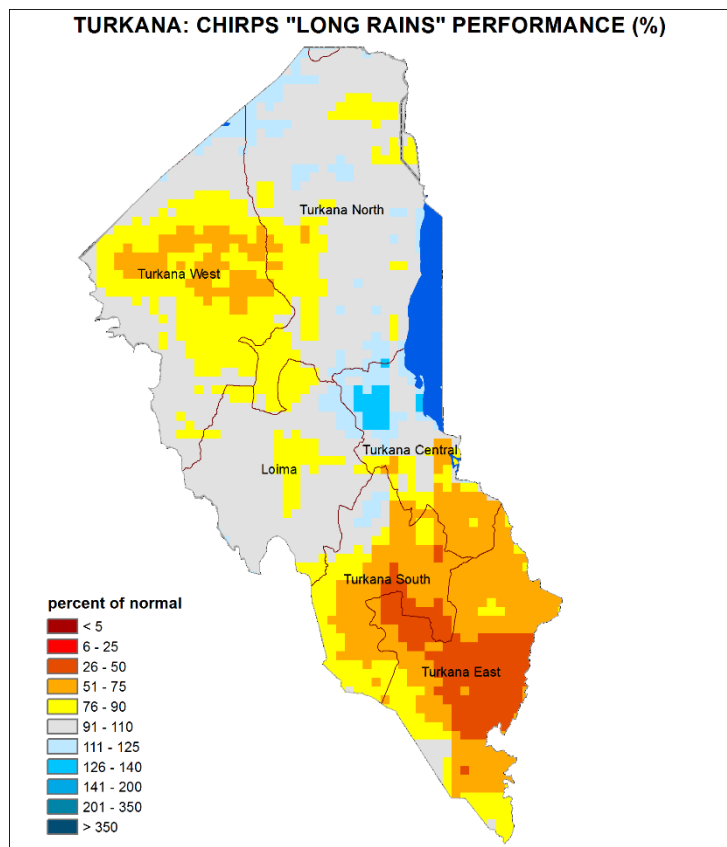 TURKANA: CHIRPS "LONG RAINS" PERFORMANCE (%)
Turkana North
Turkana West
Turkana Central
Loima
Turkana South
Turkana East
percent of normal
< 5
6 - 25
26 - 50
51 - 75
76 - 90
91 - 110
111 - 125
126 - 140
141 - 200
201 - 350
> 350